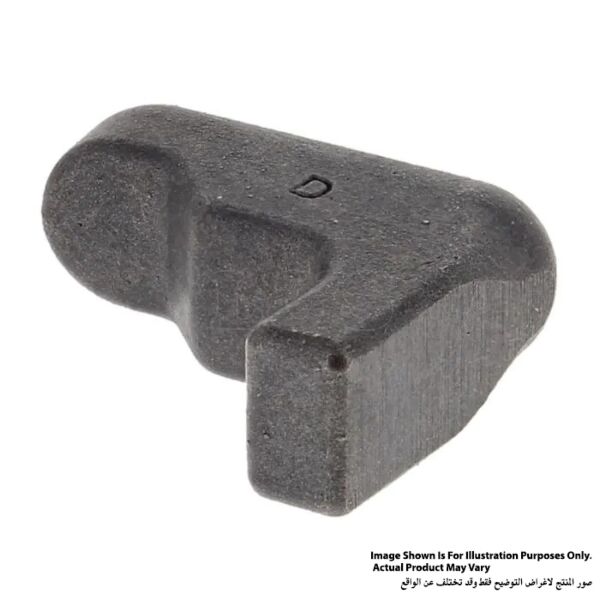 D
Image Shown Is For Illustration Purposes Only.
Actual Product May Vary
صور المنتج لاغراض التوضيح فقط وقد تختلف عن الواقع